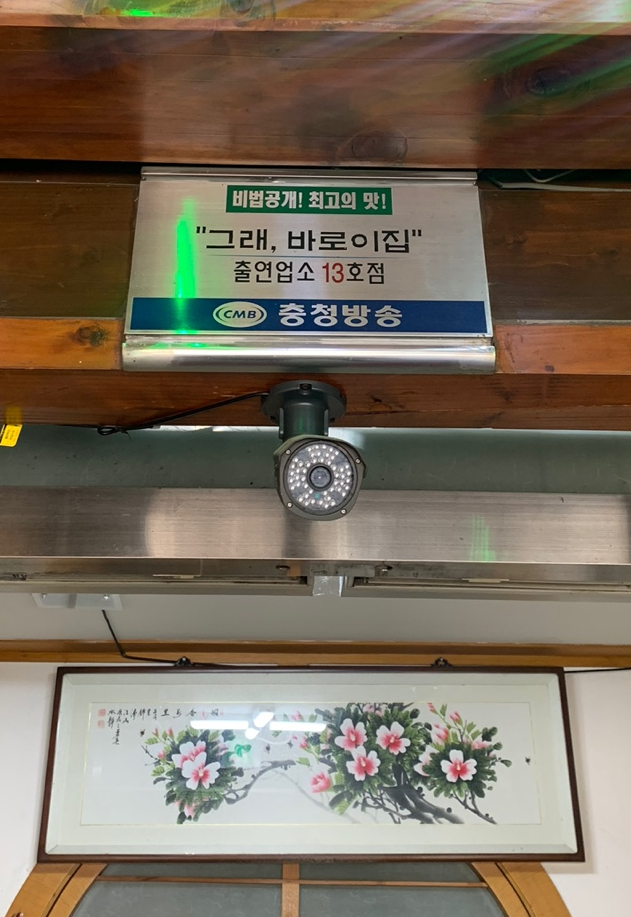 비법공개! 최고의 맛!
"그래, 바로이집"
출연업소 13호점
CMB 충청방송